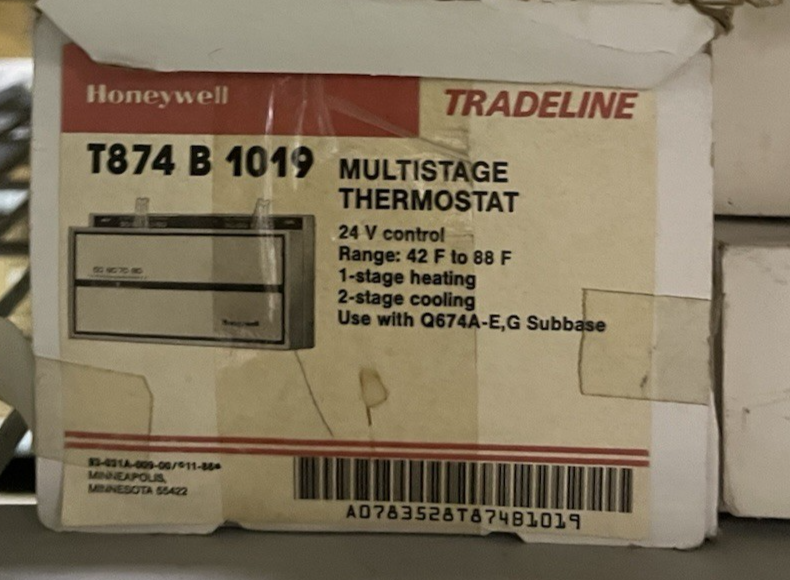 Honeywell
TRADELINE
T874 B 1019
MULTISTAGE
THERMOSTAT
24 V control
Range: 42 F to 88 F
1-stage heating
2-stage cooling
Use with Q674A-E,G Subbase
Honeywell
MINNEAPOLIS,
MINNESOTA 55422
A0783528T874B1019